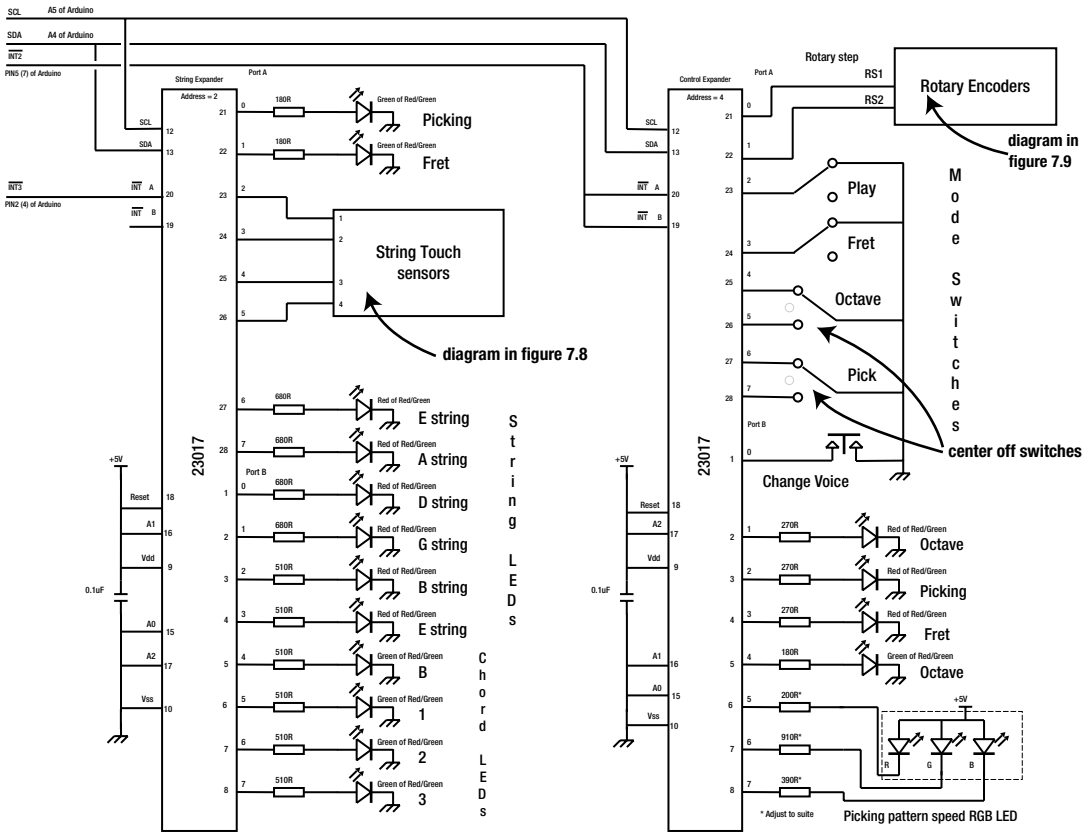 SCL A5 of Arduino
SDA A4 of Arduino
INT2
PIN5 (7) of Arduino
INT3
PIN2 (4) of Arduino
String Expander
Address = 2
Port A
23017
SCL
12
SDA
13
INT A
20
INT B
19
21 0 180R Green of Red/Green
Picking
22 1 180R Green of Red/Green
Fret
23 2
24 3
25 4
26 5
1
2
3
4
String Touch
sensors
diagram in figure 7.8
27 6 680R Red of Red/Green
E string
28 7 680R Red of Red/Green
A string
Port B
1 0 680R Red of Red/Green
D string
2 1 680R Red of Red/Green
G string
3 2 510R Red of Red/Green
B string
4 3 510R Red of Red/Green
E string
5 4 510R Green of Red/Green
B
6 5 510R Green of Red/Green
1
7 6 510R Green of Red/Green
2
8 7 510R Green of Red/Green
3
String LEDs
Chord LEDs
+5V
Reset 18
A1 16
Vdd 9
0.1uF
A0 15
A2 17
Vss 10
Control Expander
Address = 4
Port A
23017
SCL
12
SDA
13
INT A
20
INT B
19
Rotary step
RS1
RS2
Rotary Encoders
diagram in
figure 7.9
21 0
22 1
23 2
Play
24 3
Fret
25 4
Octave
26 5
27 6
Pick
28 7
Mode Switches
center off switches
Port B
1 0
Change Voice
2 1 270R Red of Red/Green
Octave
3 2 270R Red of Red/Green
Picking
4 3 270R Red of Red/Green
Fret
5 4 180R Green of Red/Green
Octave
6 5 200R*
7 6 910R*
8 7 390R*
+5V
R G B
* Adjust to suite
Picking pattern speed RGB LED
+5V
Reset 18
A2 17
Vdd 9
0.1uF
A1 16
A0 15
Vss 10